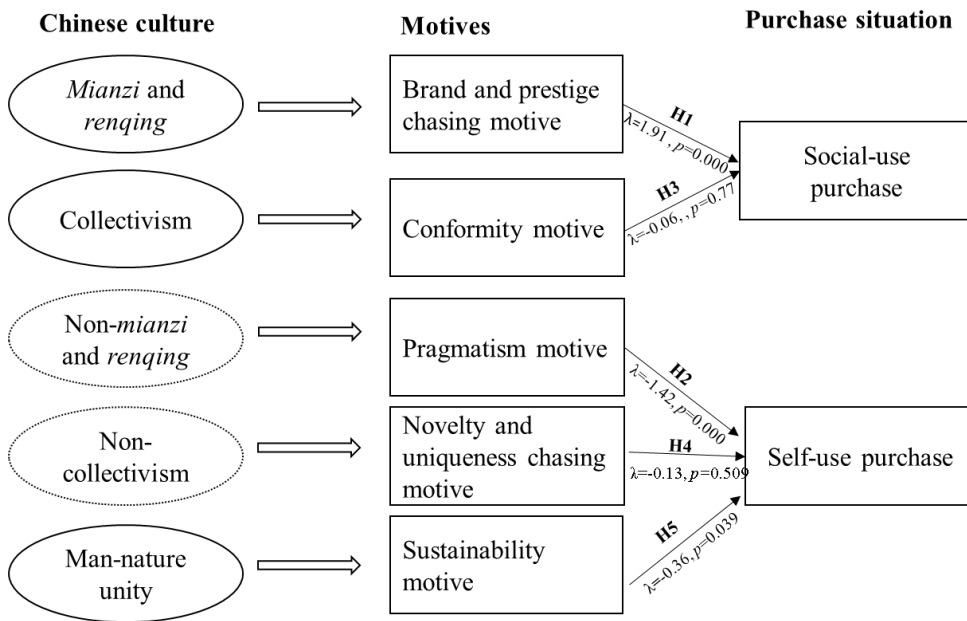 Chinese culture
Motives
Purchase situation
Mianzi and
renqing
Brand and prestige
chasing motive
H1
λ=1.91, p=0.000
Social-use
purchase
Collectivism
Conformity motive
H3
λ=-0.06, , p=0.77
Non-mianzi
and renqing
Pragmatism motive
H2
λ=-1.42, p=0.000
Non-
collectivism
Novelty and
uniqueness chasing
motive
H4
λ=-0.13, p=0.509
Self-use purchase
Man-nature
unity
Sustainability
motive
H5
λ=-0.36, p=0.039